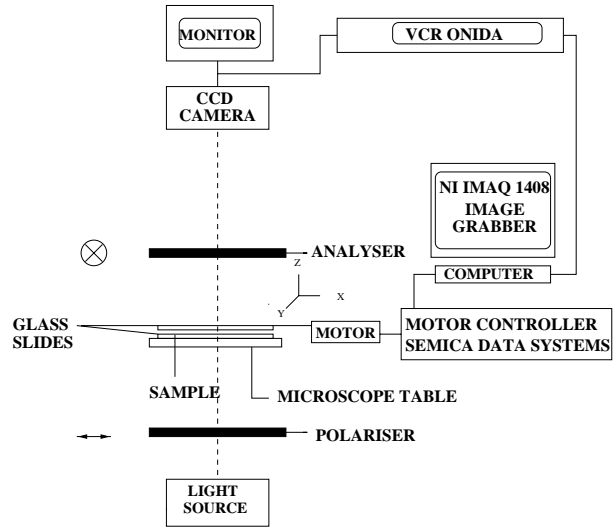 MONITOR
VCR ONIDA
CCD
CAMERA
NI IMAQ 1408
IMAGE
GRABBER
ANALYSER
COMPUTER
Z
X
Y
GLASS
SLIDES
MOTOR
MOTOR CONTROLLER
SEMICA DATA SYSTEMS
SAMPLE
MICROSCOPE TABLE
POLARISER
LIGHT
SOURCE